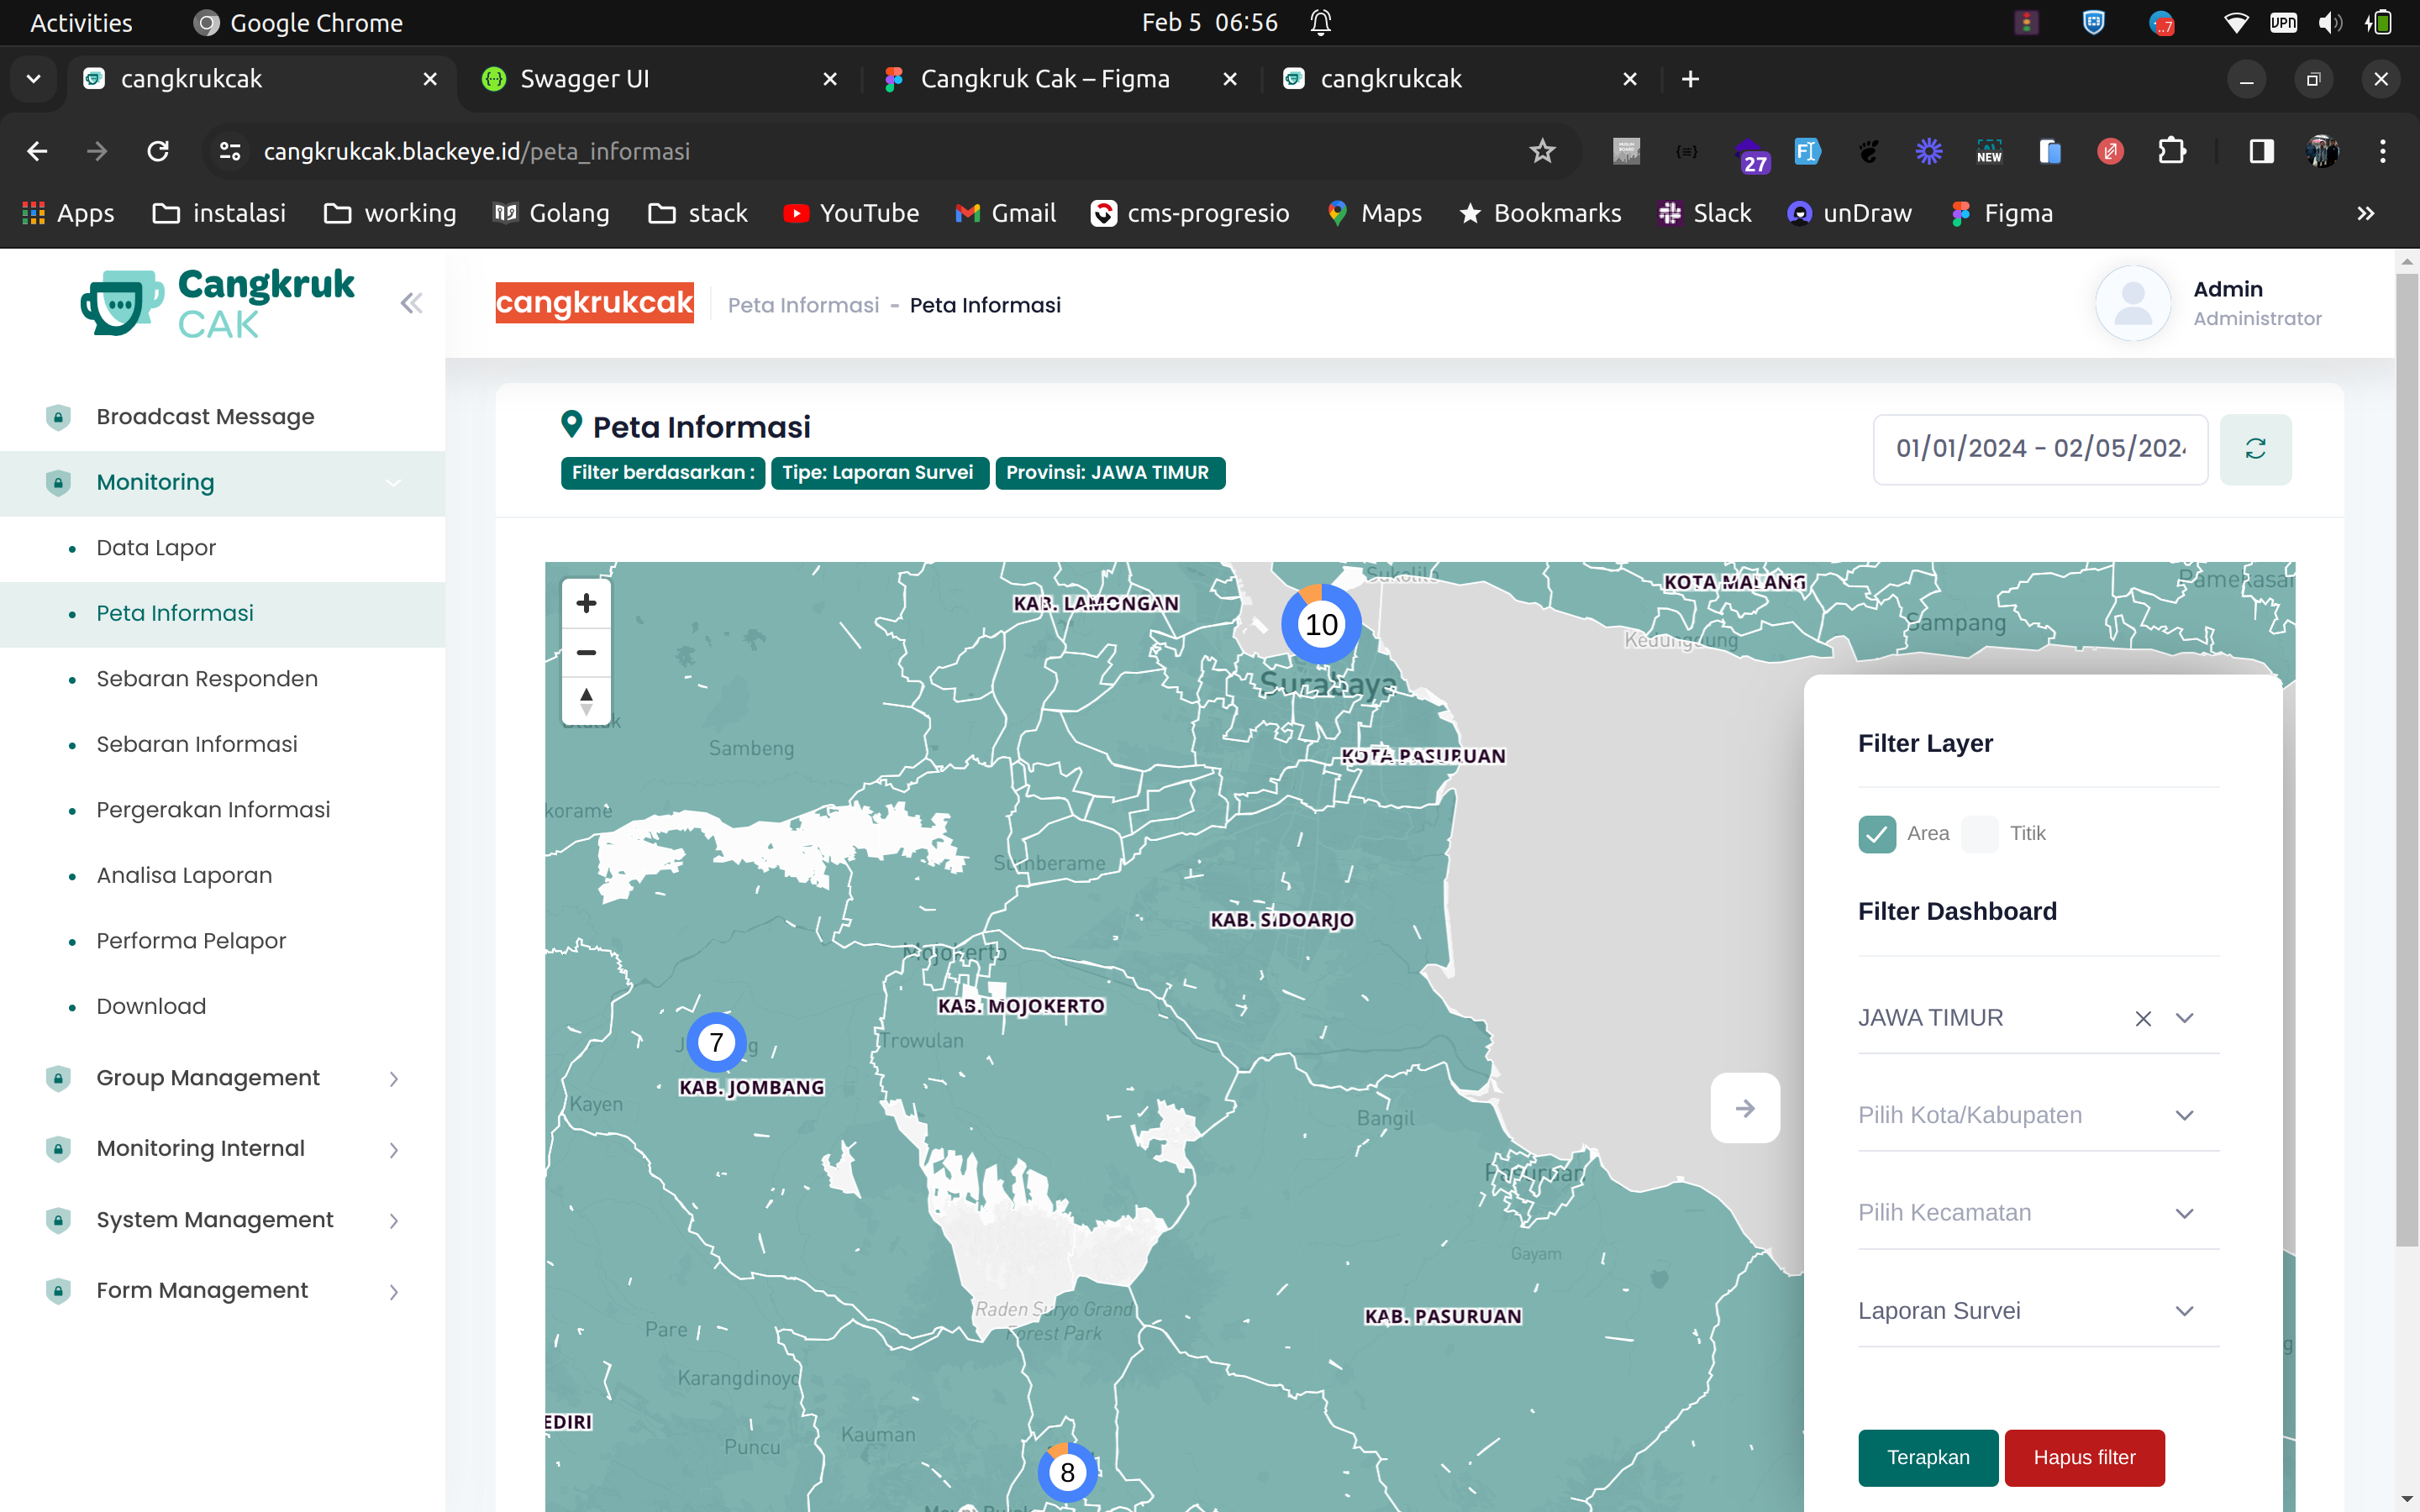 Activities
Google Chrome
Feb 5 06:56
..7
VPN
cangkrukcak
Swagger UI
Cangkruk Cak – Figma
cangkrukcak
cangkrukcak.blackeye.id/peta_informasi
27
NEW
Apps
instalasi
working
Golang
stack
YouTube
Gmail
cms-progresio
Maps
Bookmarks
Slack
unDraw
Figma
Cangkruk
CAK
cangkrukcak
Peta Informasi - Peta Informasi
Admin
Administrator
Broadcast Message
Monitoring
Data Lapor
Peta Informasi
Sebaran Responden
Sebaran Informasi
Pergerakan Informasi
Analisa Laporan
Performa Pelapor
Download
Group Management
Monitoring Internal
System Management
Form Management
Peta Informasi
Filter berdasarkan :
Tipe: Laporan Survei
Provinsi: JAWA TIMUR
01/01/2024 - 02/05/202
Sukolilo
KOTA MALANG
KAB. LAMONGAN
10
Sampang
Kedungdung
Surabaya
Sambeng
KOTA PASURUAN
korame
Sumberame
KAB. SIDOARJO
Mojokerto
KAB. MOJOKERTO
Trowulan
7
KAB. JOMBANG
Kayen
Bangil
Pasuruan
Gayam
Raden Suryo Grand
Forest Park
KAB. PASURUAN
Pare
Karangdinoyo
EDIRI
Kauman
Puncu
8
Filter Layer
Area
Titik
Filter Dashboard
JAWA TIMUR
Pilih Kota/Kabupaten
Pilih Kecamatan
Laporan Survei
Terapkan
Hapus filter